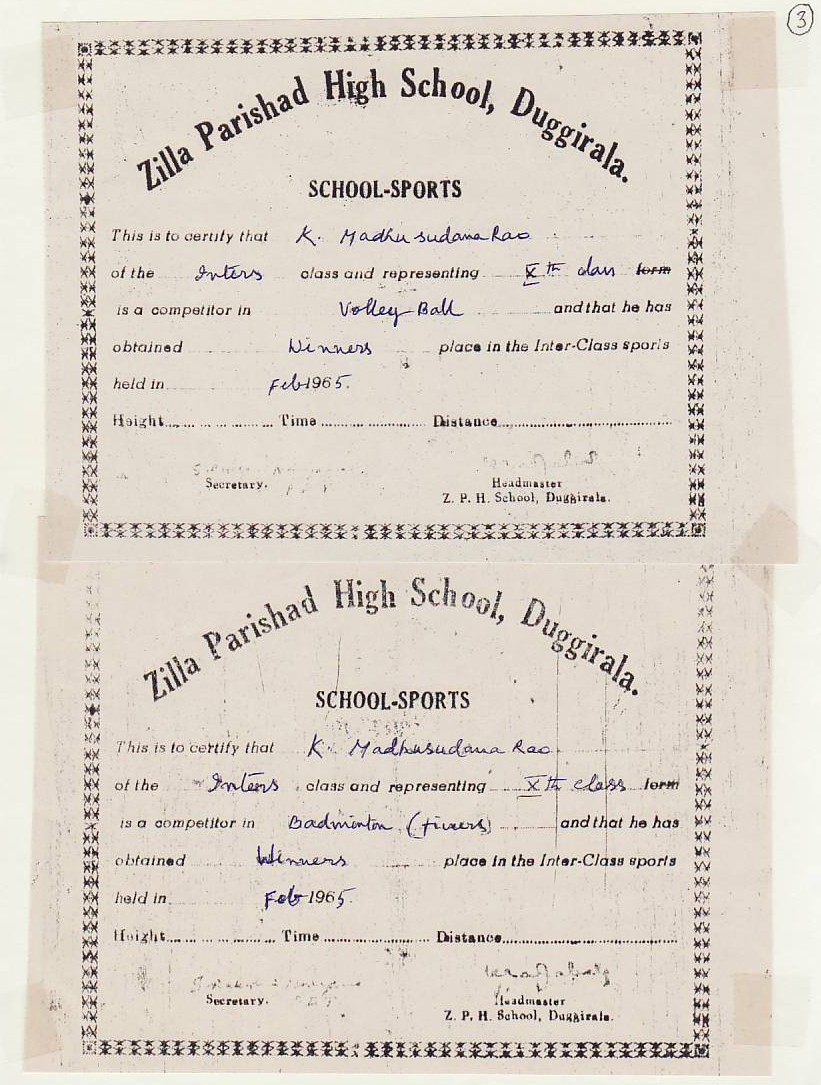 3
Zilla Parishad High School, Duggirala.
SCHOOL-SPORTS
This is to certify that K. Madhusudana Rao
of the Inters class and representing Xth class form
is a competitor in Volley Ball and that he has
obtained Winners place in the Inter-Class sports
held in Feb 1965.
Height.................... Time .................... Distance....................
Secretary. Headmaster
Z. P. H. School, Duggirala.
Zilla Parishad High School, Duggirala.
SCHOOL-SPORTS
This is to certify that K. Madhusudana Rao
of the Inters class and representing Xth class form
is a competitor in Badminton (fivers) and that he has
obtained Winners place in the Inter-Class sports
held in Feb 1965.
Height.................... Time .................... Distance....................
Secretary. Headmaster
Z. P. H. School, Duggirala.